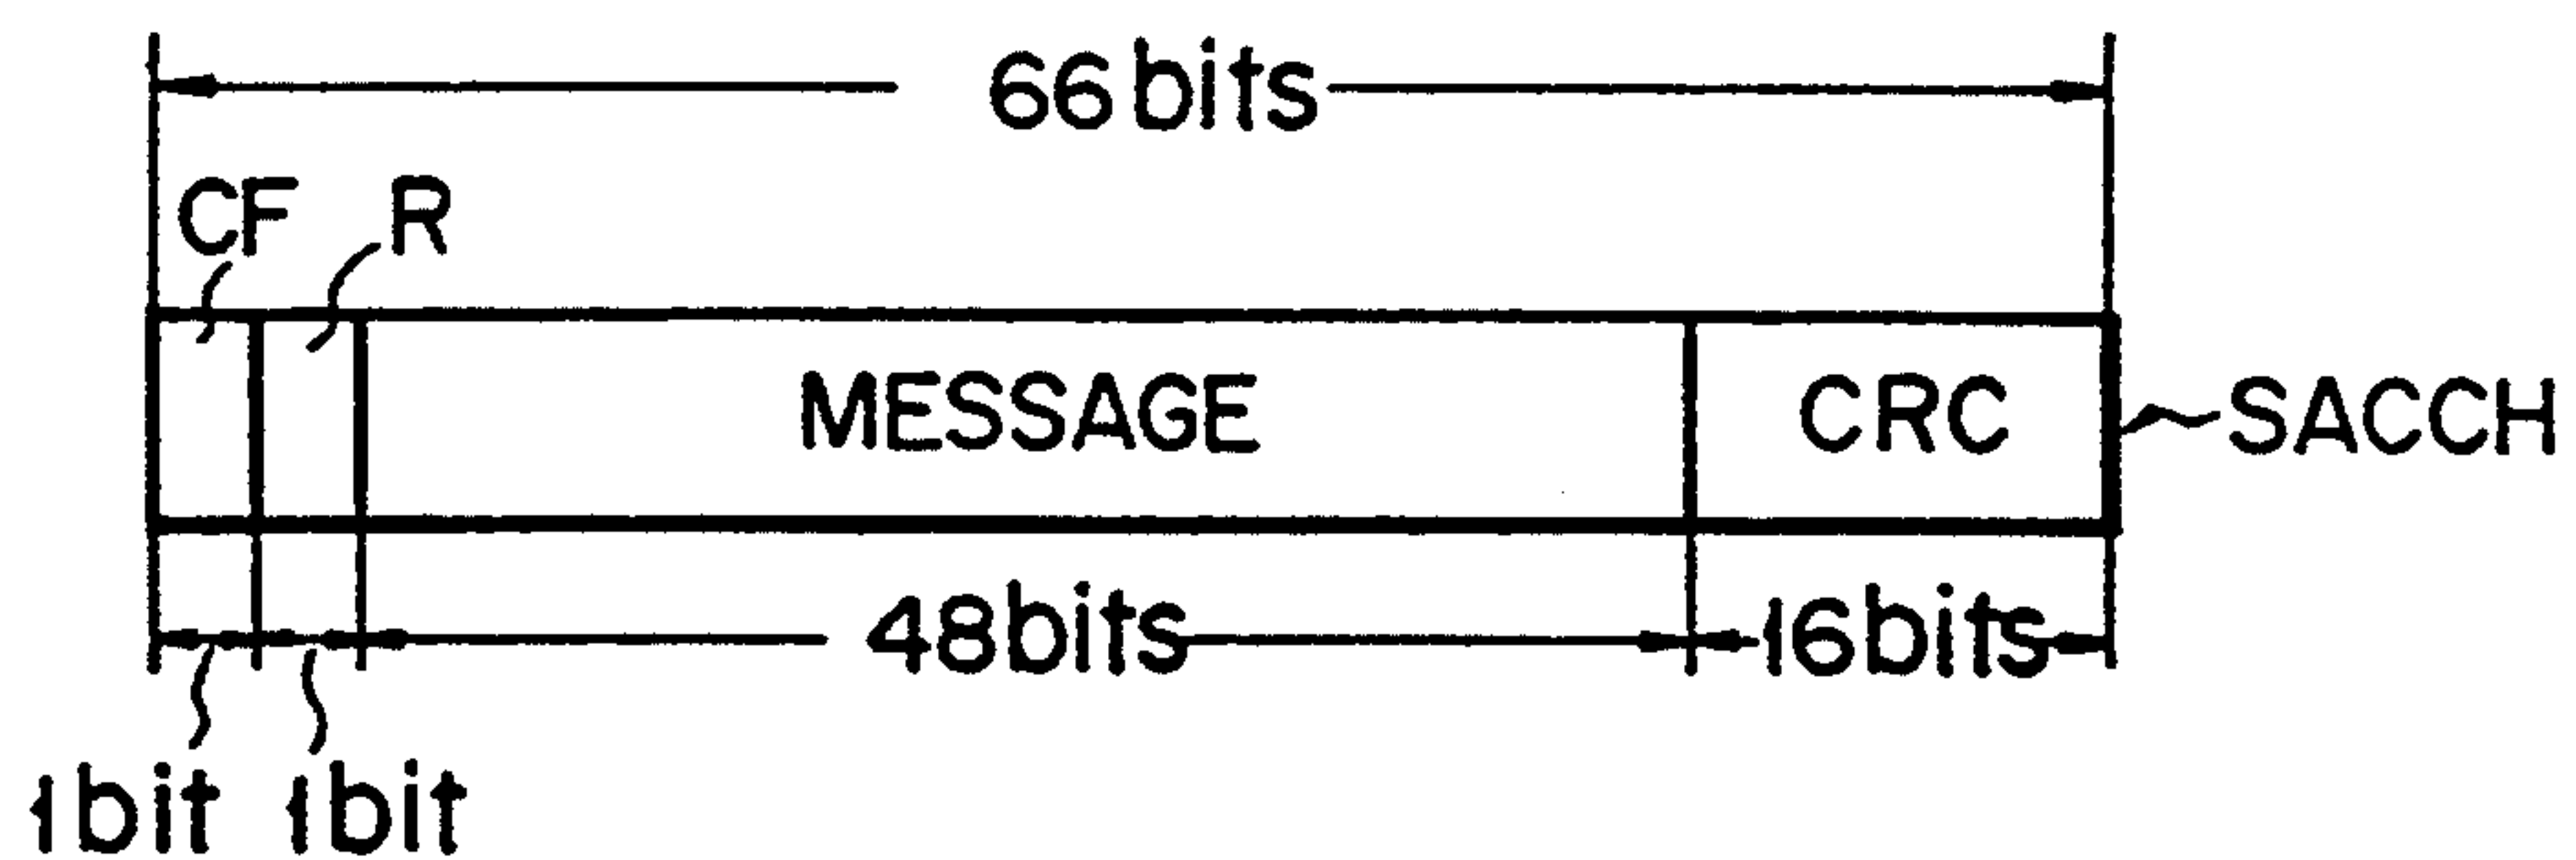 66 bits
CF R
MESSAGE CRC SACCH
48bits 16bits
1bit 1bit